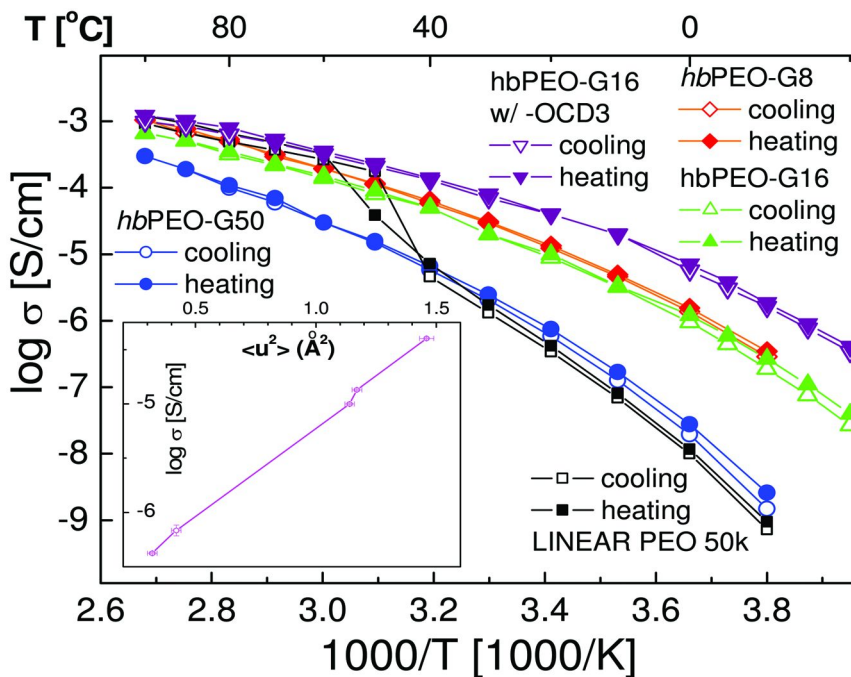 T [°C]
80
40
0
hbPEO-G16
w/ -OCD3
cooling
heating
hbPEO-G8
cooling
heating
hbPEO-G16
cooling
heating
hbPEO-G50
cooling
heating
log σ [S/cm]
-3
-4
-5
-6
-7
-8
-9
0.5 1.0 1.5
<u²> (Å²)
log σ [S/cm]
-5
-6
cooling
heating
LINEAR PEO 50k
2.6 2.8 3.0 3.2 3.4 3.6 3.8
1000/T [1000/K]